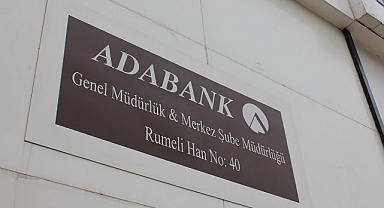 ADABANK
Genel Müdürlük & Merkez Şube Müdürlüğü
Rumeli Han No: 40